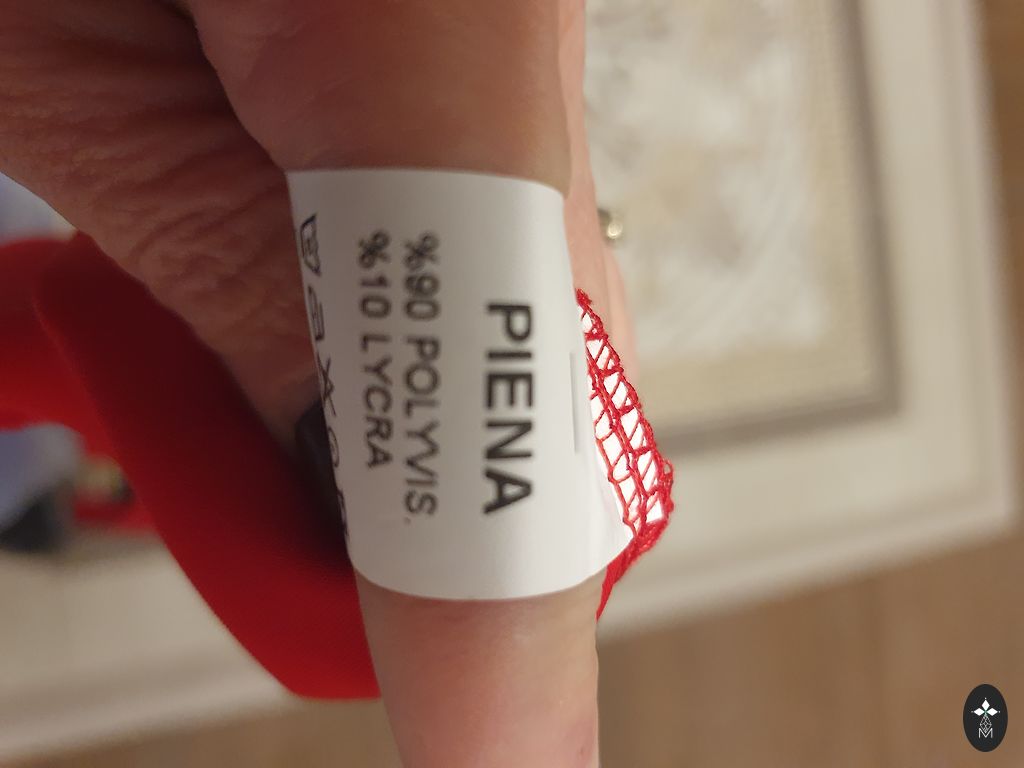 PIENA
%90 POLYVIS.
%10 LYCRA